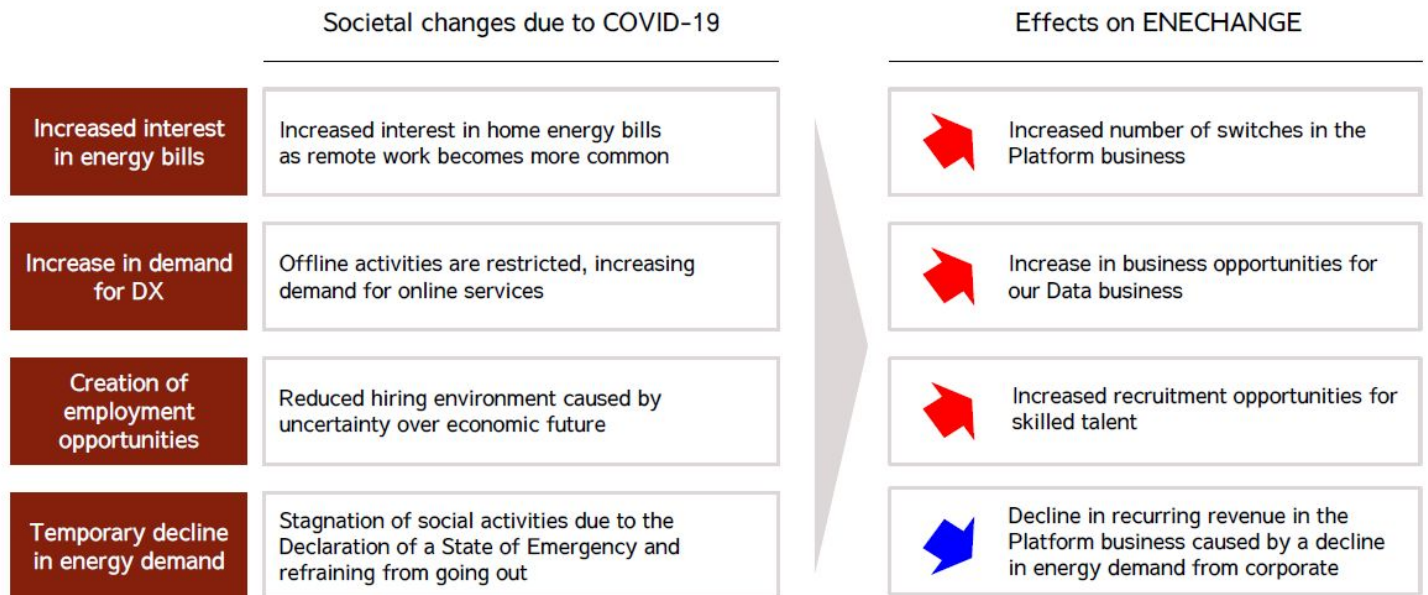 Societal changes due to COVID-19
Effects on ENECHANGE
Increased interest
in energy bills
Increased interest in home energy bills
as remote work becomes more common
Increased number of switches in the
Platform business
Increase in demand
for DX
Offline activities are restricted, increasing
demand for online services
Increase in business opportunities for
our Data business
Creation of
employment
opportunities
Reduced hiring environment caused by
uncertainty over economic future
Increased recruitment opportunities for
skilled talent
Temporary decline
in energy demand
Stagnation of social activities due to the
Declaration of a State of Emergency and
refraining from going out
Decline in recurring revenue in the
Platform business caused by a decline
in energy demand from corporate